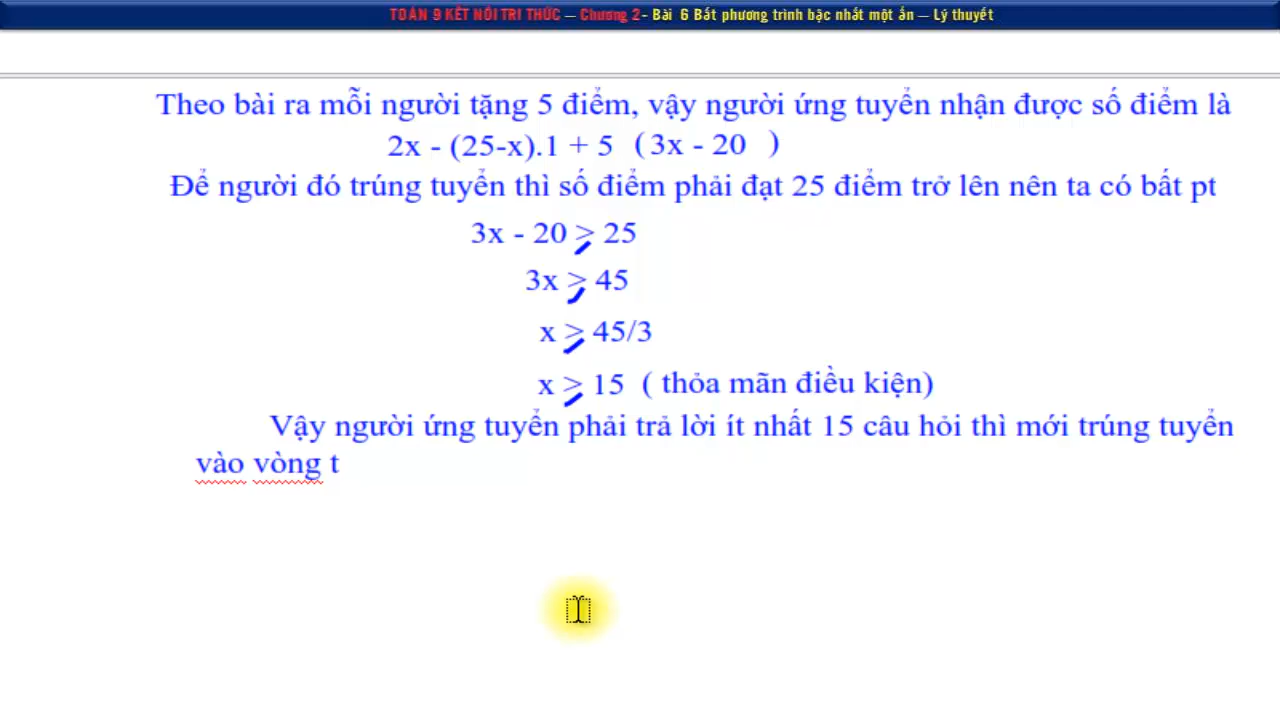 TOÁN 9 KẾT NỐI TRI THỨC – Chương 2- Bài 6 Bất phương trình bậc nhất một ẩn – Lý thuyết
Theo bài ra mỗi người tặng 5 điểm, vậy người ứng tuyển nhận được số điểm là
2x - (25-x).1 + 5 ( 3x - 20 )
Để người đó trúng tuyển thì số điểm phải đạt 25 điểm trở lên nên ta có bất pt
3x - 20 ≥ 25
3x ≥ 45
x ≥ 45/3
x ≥ 15 ( thỏa mãn điều kiện)
Vậy người ứng tuyển phải trả lời ít nhất 15 câu hỏi thì mới trúng tuyển
vào vòng t